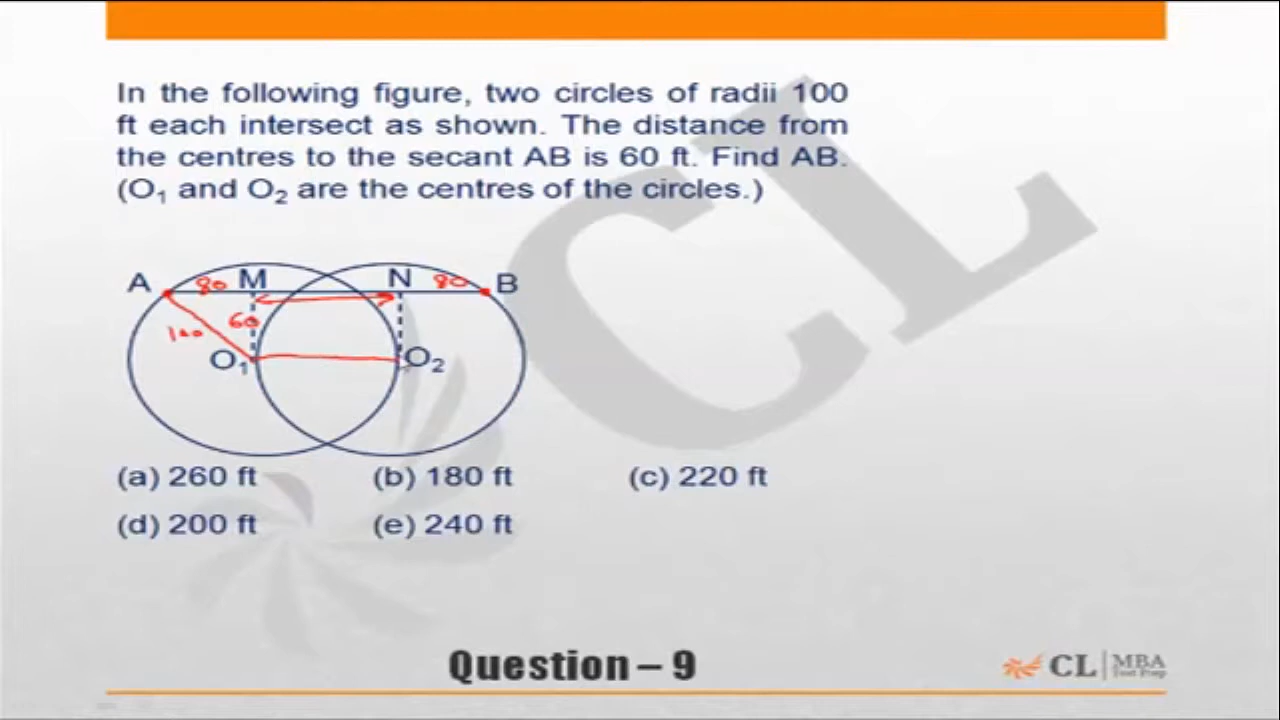 In the following figure, two circles of radii 100
ft each intersect as shown. The distance from
the centres to the secant AB is 60 ft. Find AB.
(O₁ and O₂ are the centres of the circles.)
CL
A 80 M N 80 B
100 60
O₁ O₂
(a) 260 ft (b) 180 ft (c) 220 ft
(d) 200 ft (e) 240 ft
Question – 9
CL MBA
Test Prep